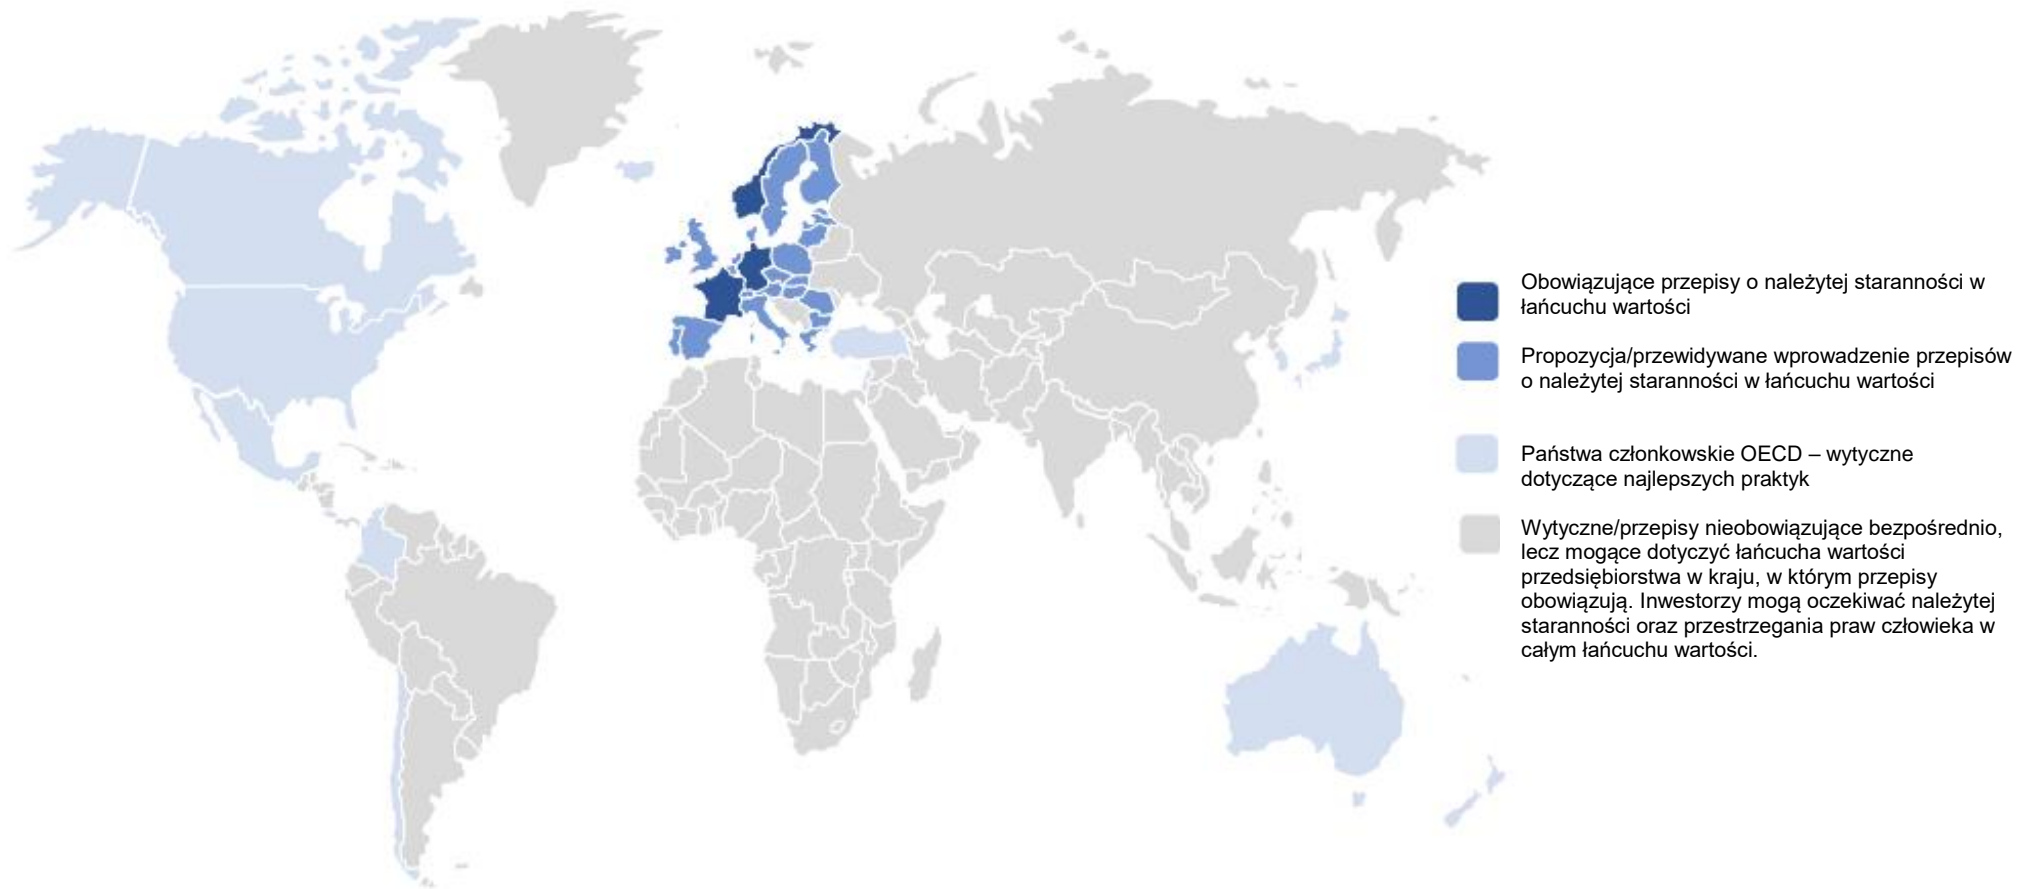 Obowiązujące przepisy o należytej staranności w
łańcuchu wartości
Propozycja/przewidywane wprowadzenie przepisów
o należytej staranności w łańcuchu wartości
Państwa członkowskie OECD – wytyczne
dotyczące najlepszych praktyk
Wytyczne/przepisy nieobowiązujące bezpośrednio,
lecz mogące dotyczyć łańcucha wartości
przedsiębiorstwa w kraju, w którym przepisy
obowiązują. Inwestorzy mogą oczekiwać należytej
staranności oraz przestrzegania praw człowieka w
całym łańcuchu wartości.